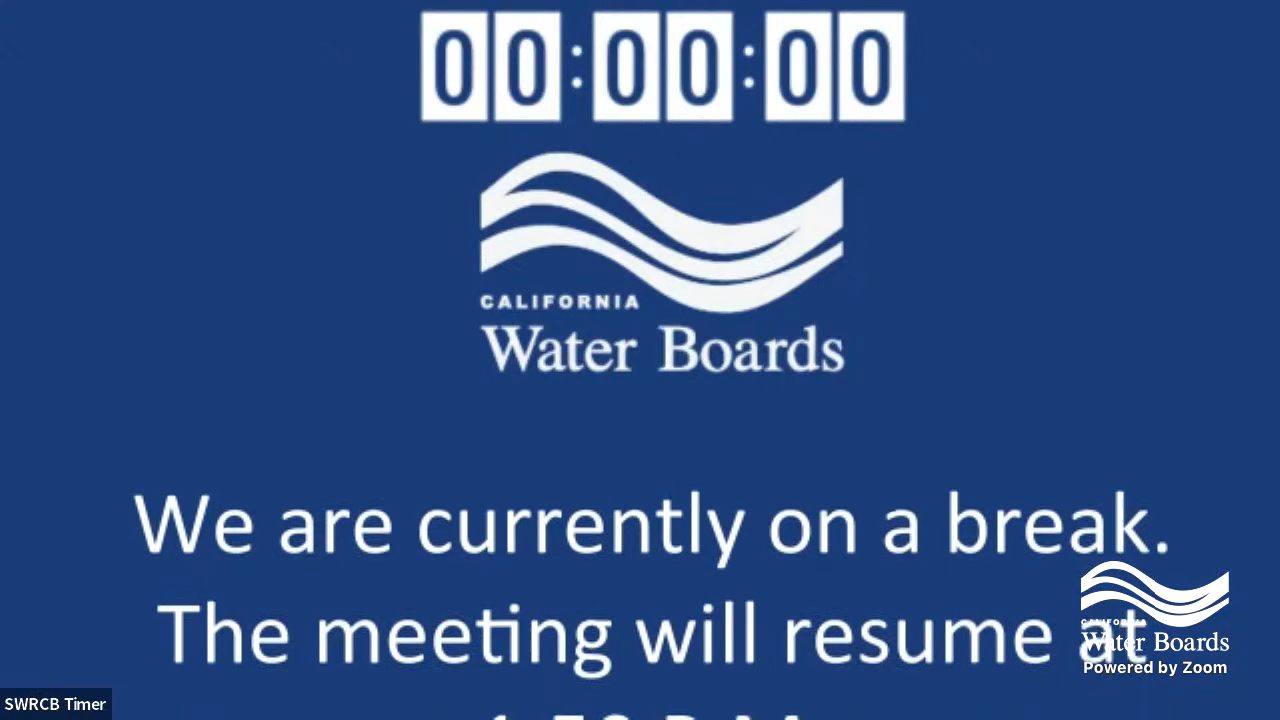 00:00:00
CALIFORNIA
Water Boards
We are currently on a break.
The meeting will resume at
CALIFORNIA
Water Boards
Powered by Zoom
SWRCB Timer